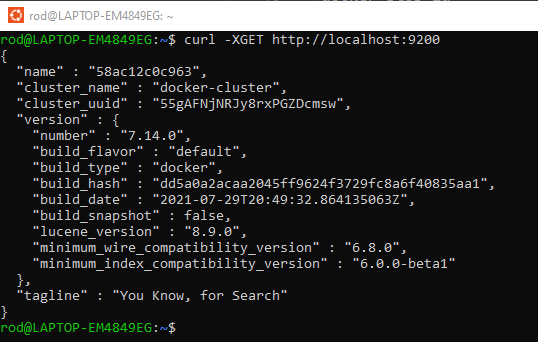 rod@LAPTOP-EM4849EG: ~
rod@LAPTOP-EM4849EG:~$ curl -XGET http://localhost:9200
{
  "name" : "58ac12c0c963",
  "cluster_name" : "docker-cluster",
  "cluster_uuid" : "55gAFNjNRJy8rxPGZDcmsw",
  "version" : {
    "number" : "7.14.0",
    "build_flavor" : "default",
    "build_type" : "docker",
    "build_hash" : "dd5a0a2acaa2045ff9624f3729fc8a6f40835aa1",
    "build_date" : "2021-07-29T20:49:32.864135063Z",
    "build_snapshot" : false,
    "lucene_version" : "8.9.0",
    "minimum_wire_compatibility_version" : "6.8.0",
    "minimum_index_compatibility_version" : "6.0.0-beta1"
  },
  "tagline" : "You Know, for Search"
}
rod@LAPTOP-EM4849EG:~$